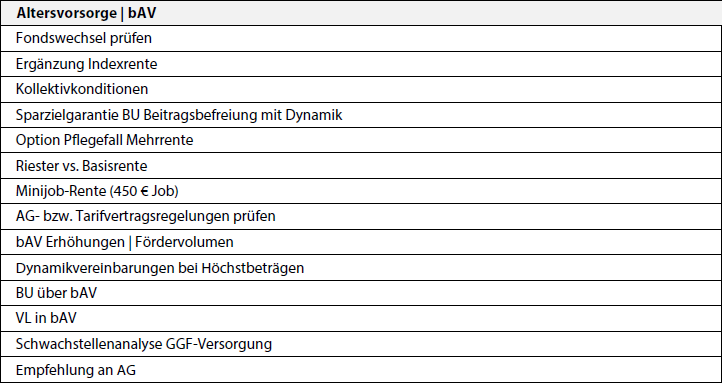 Altersvorsorge | bAV
Fondswechsel prüfen
Ergänzung Indexrente
Kollektivkonditionen
Sparzielgarantie BU Beitragsbefreiung mit Dynamik
Option Pflegefall Mehrrente
Riester vs. Basisrente
Minijob-Rente (450 € Job)
AG- bzw. Tarifvertragsregelungen prüfen
bAV Erhöhungen | Fördervolumen
Dynamikvereinbarungen bei Höchstbeträgen
BU über bAV
VL in bAV
Schwachstellenanalyse GGF-Versorgung
Empfehlung an AG